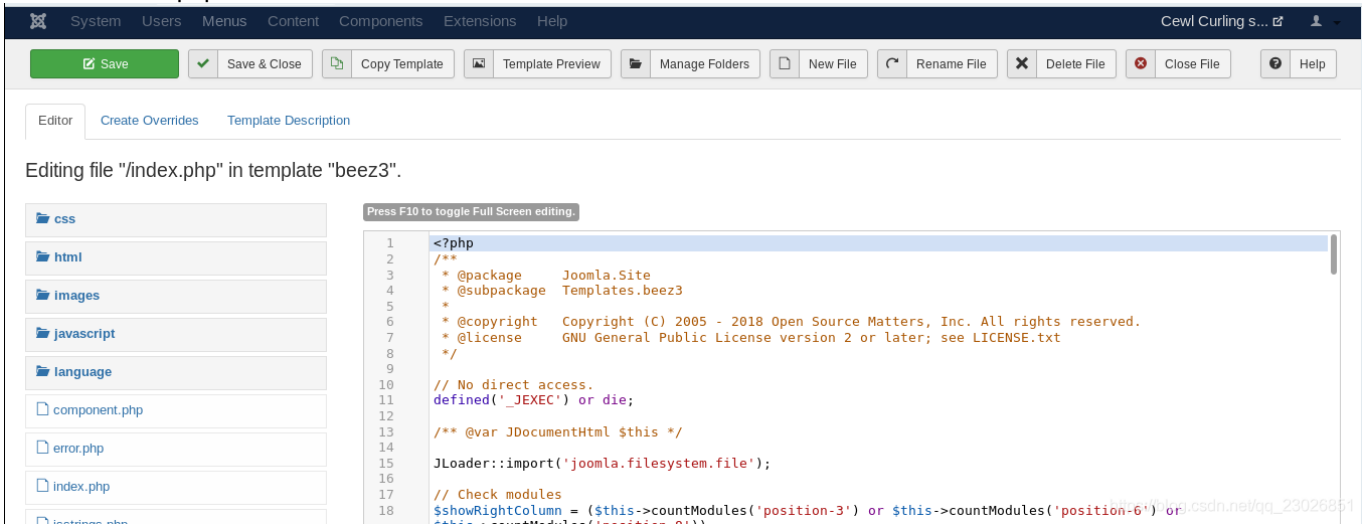 System Users Menus Content Components Extensions Help Cewl Curling s...
Save Save & Close Copy Template Template Preview Manage Folders New File Rename File Delete File Close File Help
Editor Create Overrides Template Description
Editing file "/index.php" in template "beez3".
css
html
images
javascript
language
component.php
error.php
index.php
jsstrings.php
Press F10 to toggle Full Screen editing.
1 <?php
2 /**
3 * @package Joomla.Site
4 * @subpackage Templates.beez3
5 *
6 * @copyright Copyright (C) 2005 - 2018 Open Source Matters, Inc. All rights reserved.
7 * @license GNU General Public License version 2 or later; see LICENSE.txt
8 */
9
10 // No direct access.
11 defined('_JEXEC') or die;
12
13 /** @var JDocumentHtml $this */
14
15 JLoader::import('joomla.filesystem.file');
16
17 // Check modules
18 $showRightColumn = ($this->countModules('position-3') or $this->countModules('position-6') or
$this->countModules('position-8'));
https://blog.csdn.net/qq_23026851